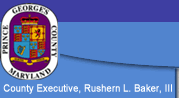 PRINCE GEORGE'S COUNTY
MARYLAND
County Executive, Rushern L. Baker, III